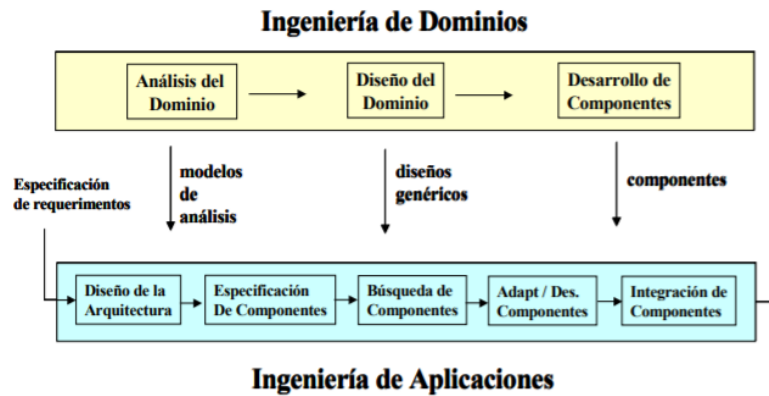 Ingeniería de Dominios
Análisis del
Dominio
Diseño del
Dominio
Desarrollo de
Componentes
Especificación
de requerimentos
modelos
de
análisis
diseños
genéricos
componentes
Diseño de la
Arquitectura
Especificación
De Componentes
Búsqueda de
Componentes
Adapt / Des.
Componentes
Integración de
Componentes
Ingeniería de Aplicaciones